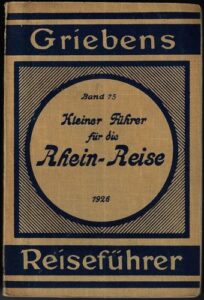 Griebens
Band 75
Kleiner Führer
für die
Rhein-Reise
1926
Reiseführer